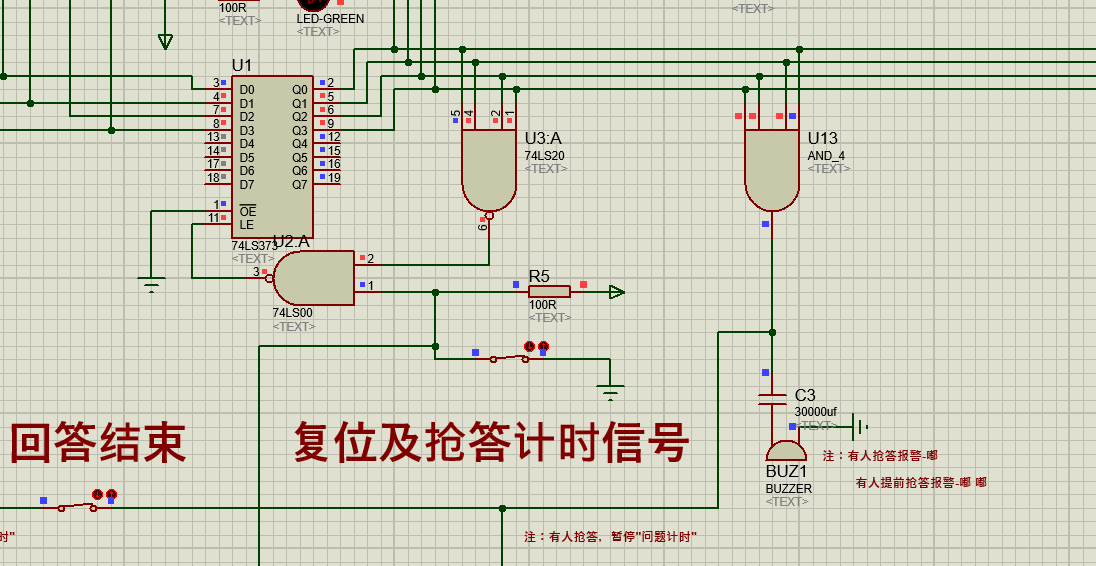 100R
<TEXT>
LED-GREEN
<TEXT>
<TEXT>
U1
3 D0 Q0 2
4 D1 Q1 5
7 D2 Q2 6
8 D3 Q3 9
13 D4 Q4 12
14 D5 Q5 15
17 D6 Q6 16
18 D7 Q7 19
1 OE
11 LE
74LS373
<TEXT>
5 4 2 1
U3:A
74LS20
<TEXT>
6
U13
AND_4
<TEXT>
U2:A
2
3
1
74LS00
<TEXT>
R5
100R
<TEXT>
C3
30000uf
<TEXT>
回答结束
复位及抢答计时信号
BUZ1
BUZZER
<TEXT>
注：有人抢答报警-嘟
有人提前抢答报警-嘟 嘟
时"
注：有人抢答，暂停"问题计时"